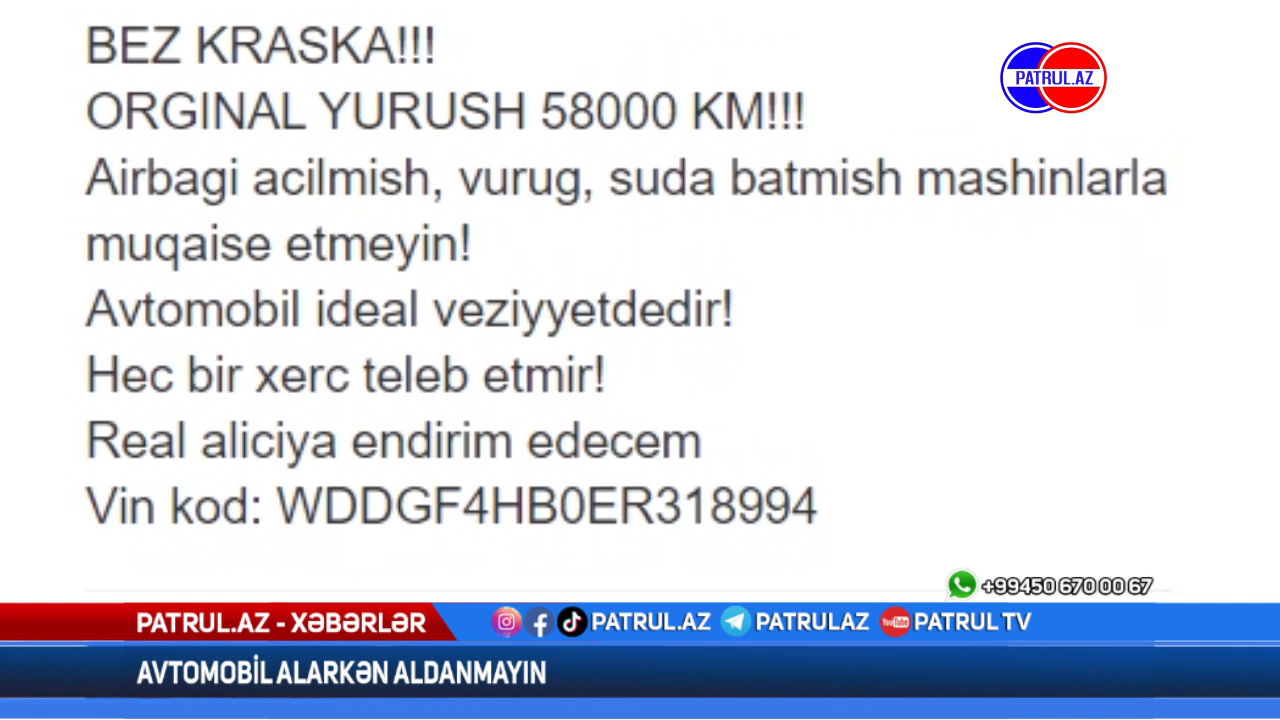 BEZ KRASKA!!!
PATRUL.AZ
ORGINAL YURUSH 58000 KM!!!
Airbagi acilmish, vurug, suda batmish mashinlarla
muqaise etmeyin!
Avtomobil ideal veziyyetdedir!
Hec bir xerc teleb etmir!
Real aliciya endirim edecem
Vin kod: WDDGF4HB0ER318994
+99450 670 00 67
PATRUL.AZ - XƏBƏRLƏR PATRUL.AZ PATRULAZ YouTube PATRUL TV
AVTOMOBİL ALARKƏN ALDANMAYIN